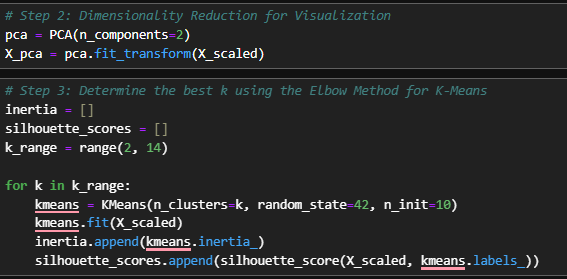 # Step 2: Dimensionality Reduction for Visualization
pca = PCA(n_components=2)
X_pca = pca.fit_transform(X_scaled)
# Step 3: Determine the best k using the Elbow Method for K-Means
inertia = []
silhouette_scores = []
k_range = range(2, 14)
for k in k_range:
    kmeans = KMeans(n_clusters=k, random_state=42, n_init=10)
    kmeans.fit(X_scaled)
    inertia.append(kmeans.inertia_)
    silhouette_scores.append(silhouette_score(X_scaled, kmeans.labels_))